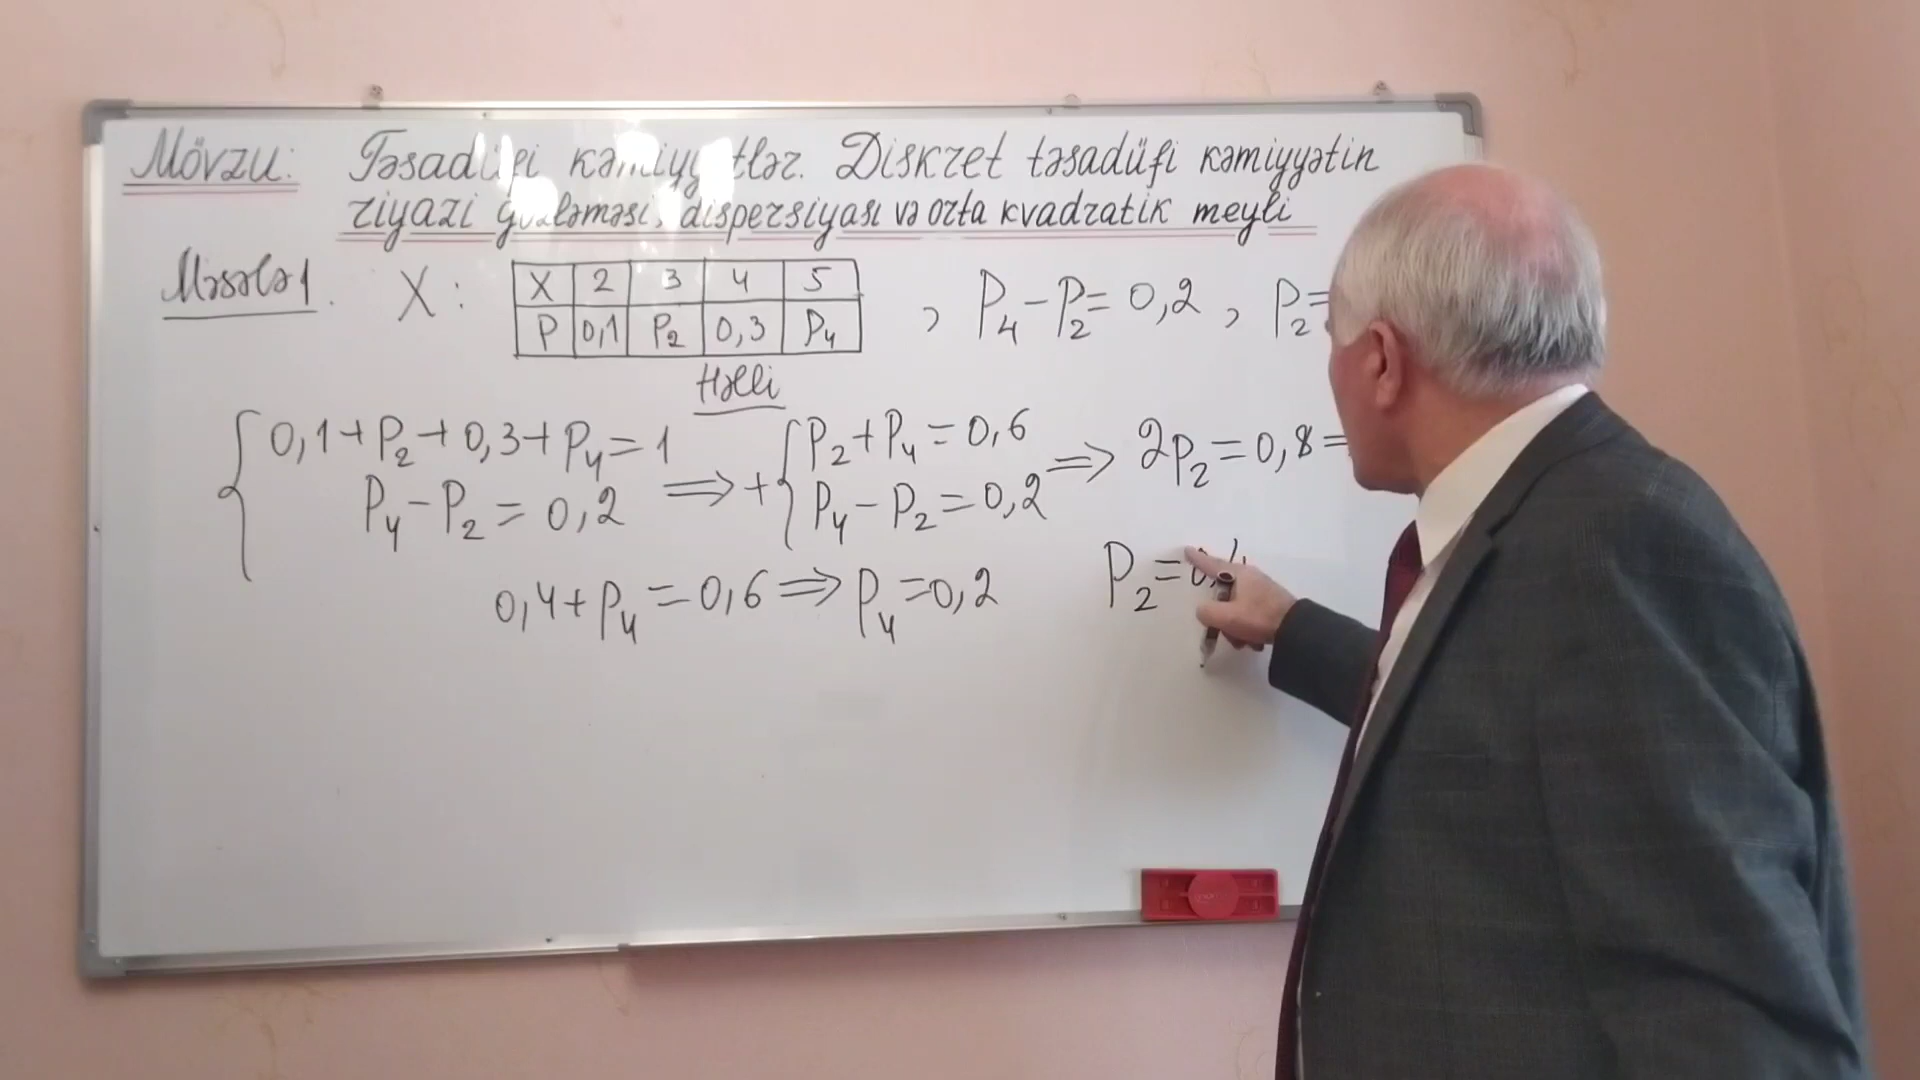 Mövzu: Təsadüfi kəmiyyətlər. Diskret təsadüfi kəmiyyətin
riyazi gözləməsi, dispersiyası və orta kvadratik meyli
Məsələ 1. X:
X 2 3 4 5
P 0,1 P₂ 0,3 P₄
, P₄ - P₂ = 0,2 , P₂ =
Həlli
0,1 + P₂ + 0,3 + P₄ = 1
P₄ - P₂ = 0,2
⇒ +
P₂ + P₄ = 0,6
P₄ - P₂ = 0,2
⇒ 2P₂ = 0,8 =
0,4 + P₄ = 0,6 ⇒ P₄ = 0,2
P₂ = 0,4